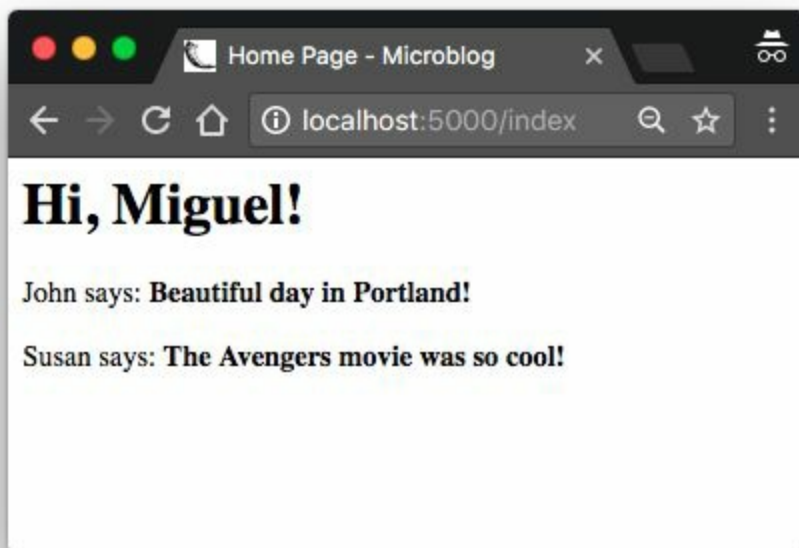 Home Page - Microblog
localhost:5000/index
Hi, Miguel!
John says: Beautiful day in Portland!
Susan says: The Avengers movie was so cool!